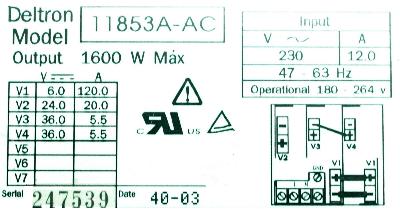 Deltron
Model 11853A-AC
Output 1600 W Máx
V A
V1 6.0 120.0
V2 24.0 20.0
V3 36.0 5.5
V4 36.0 5.5
V5
V6
V7
Serial 247539 Date 40-03
Input
V ~ A
230 12.0
47 - 63 Hz
Operational 180 - 264 v
C US
V2 V3 V4
GND V1 V1